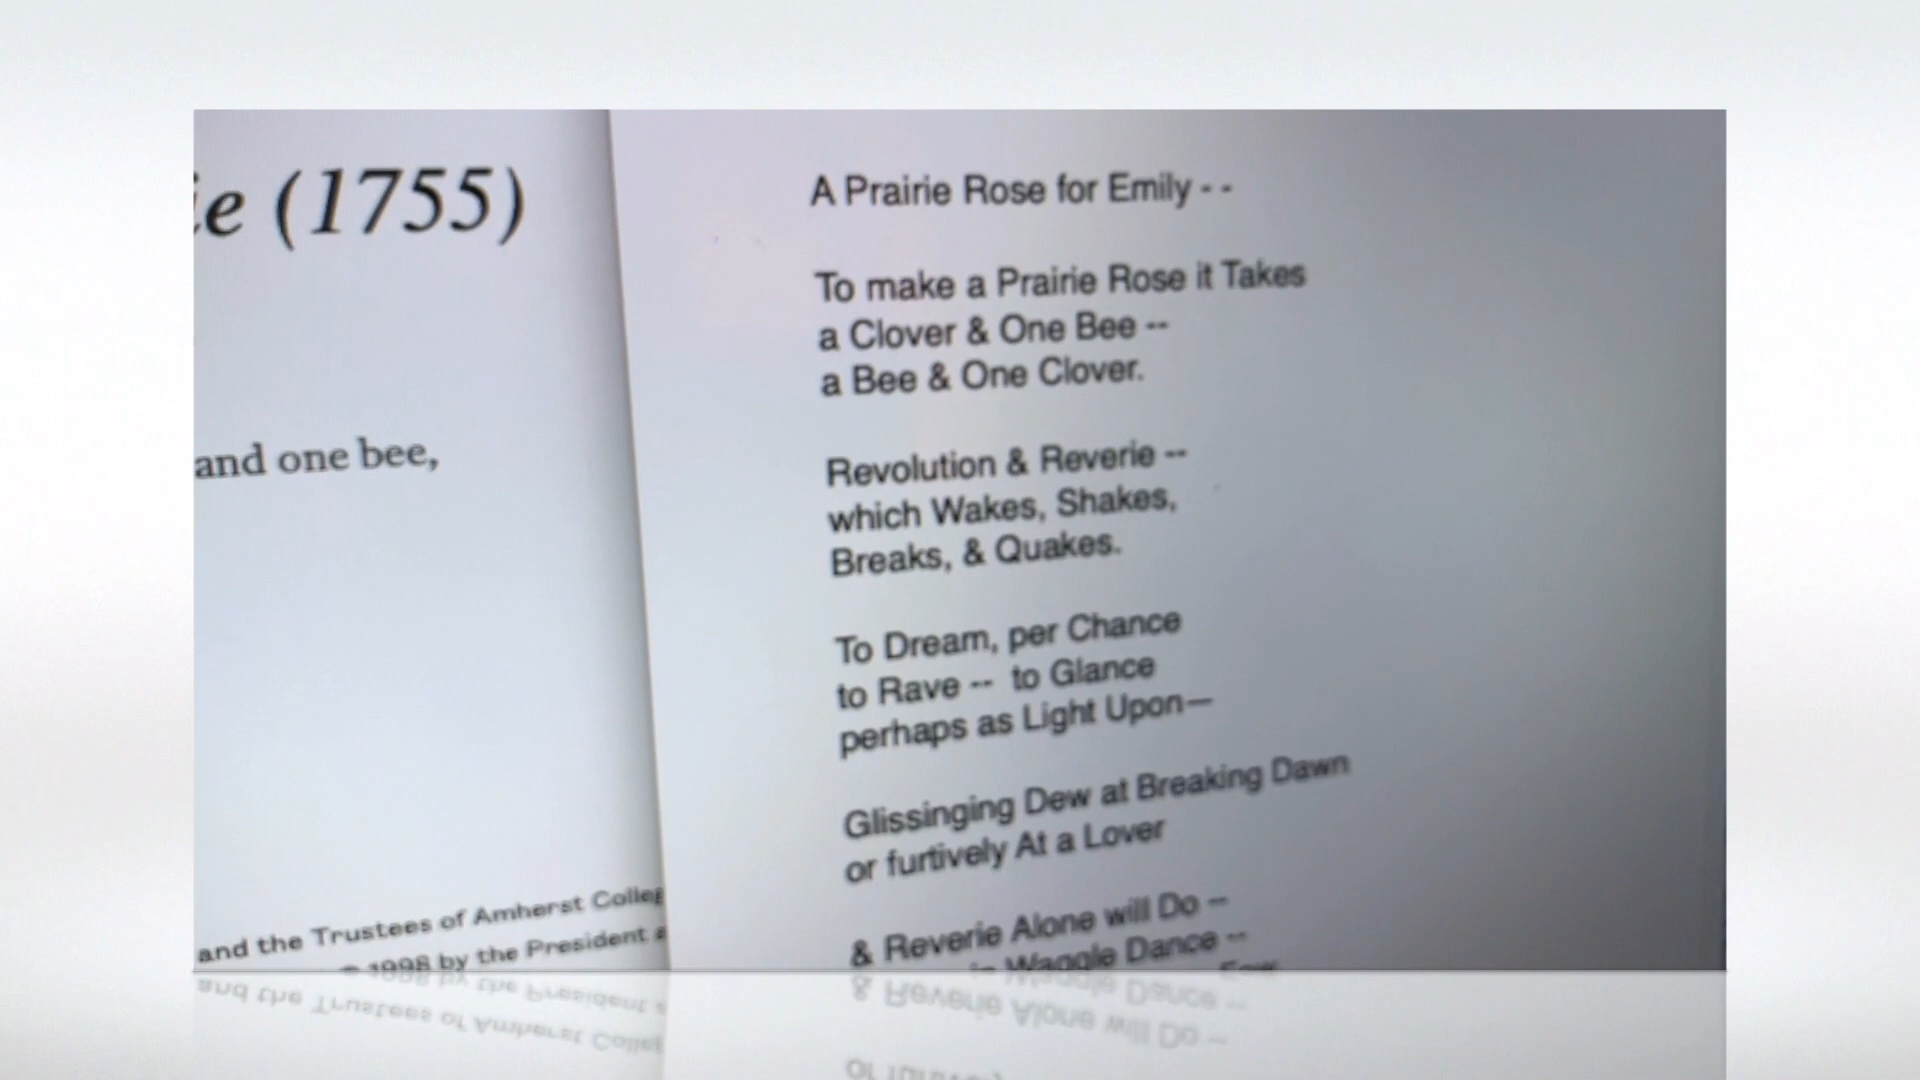 ie (1755)
and one bee,
and the Trustees of Amherst Colleg
1998 by the President a
A Prairie Rose for Emily - -
To make a Prairie Rose it Takes
a Clover & One Bee --
a Bee & One Clover.
Revolution & Reverie --
which Wakes, Shakes,
Breaks, & Quakes.
To Dream, per Chance
to Rave -- to Glance
perhaps as Light Upon—
Glissinging Dew at Breaking Dawn
or furtively At a Lover
& Reverie Alone will Do --
Waggle Dance --